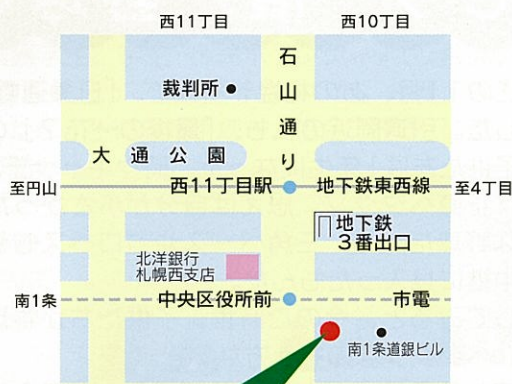 西11丁目
西10丁目
石山通り
裁判所
大通公園
至円山
西11丁目駅
地下鉄東西線
至4丁目
地下鉄
3番出口
北洋銀行
札幌西支店
南1条
中央区役所前
市電
南1条道銀ビル